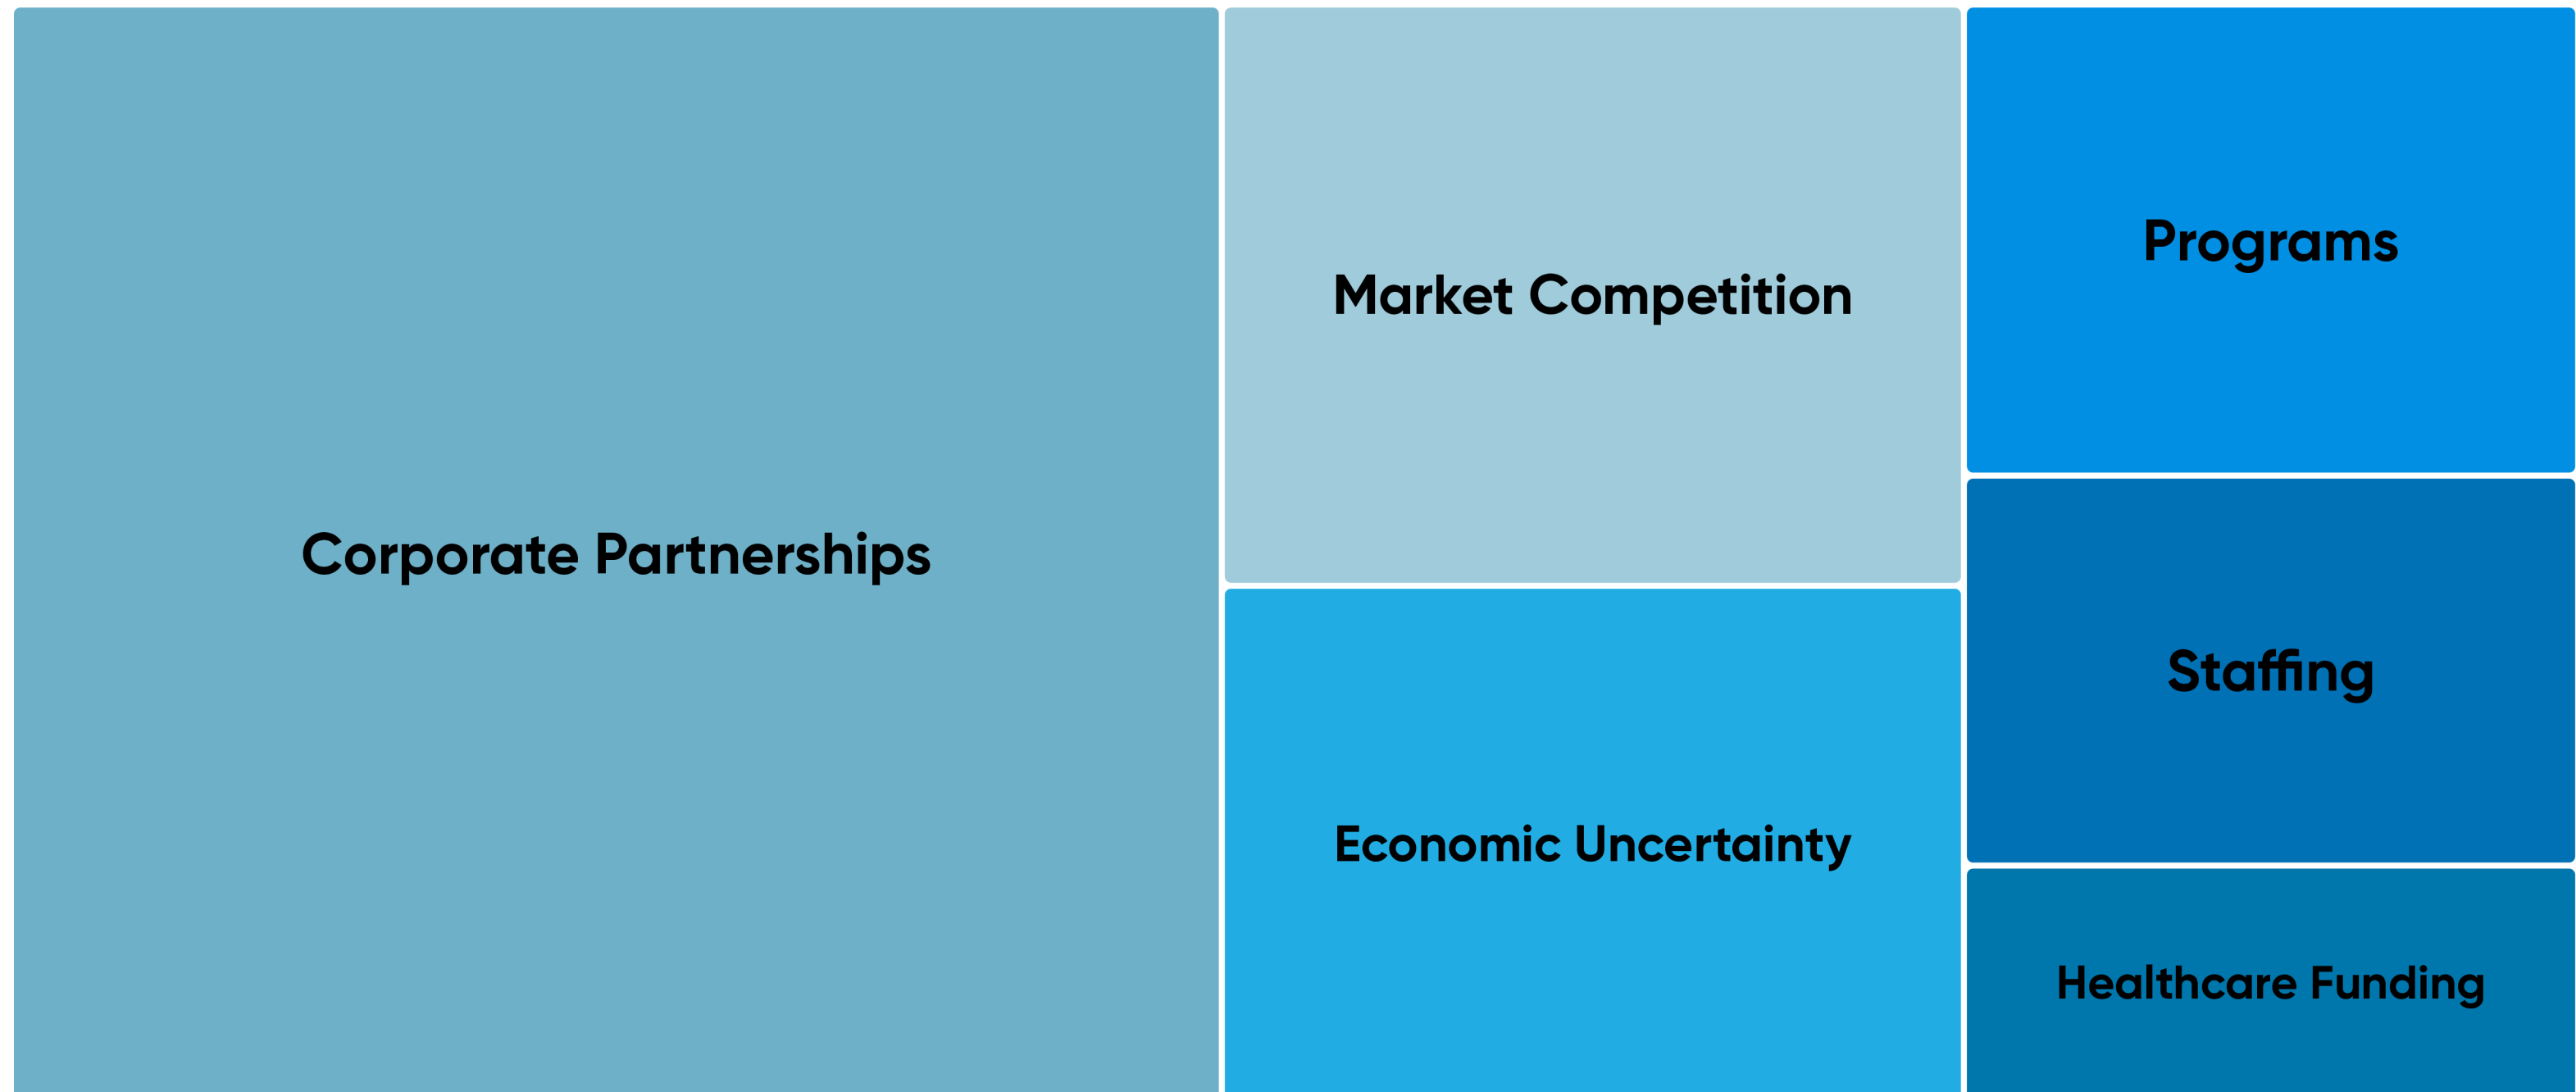 Corporate Partnerships
Market Competition
Economic Uncertainty
Programs
Staffing
Healthcare Funding